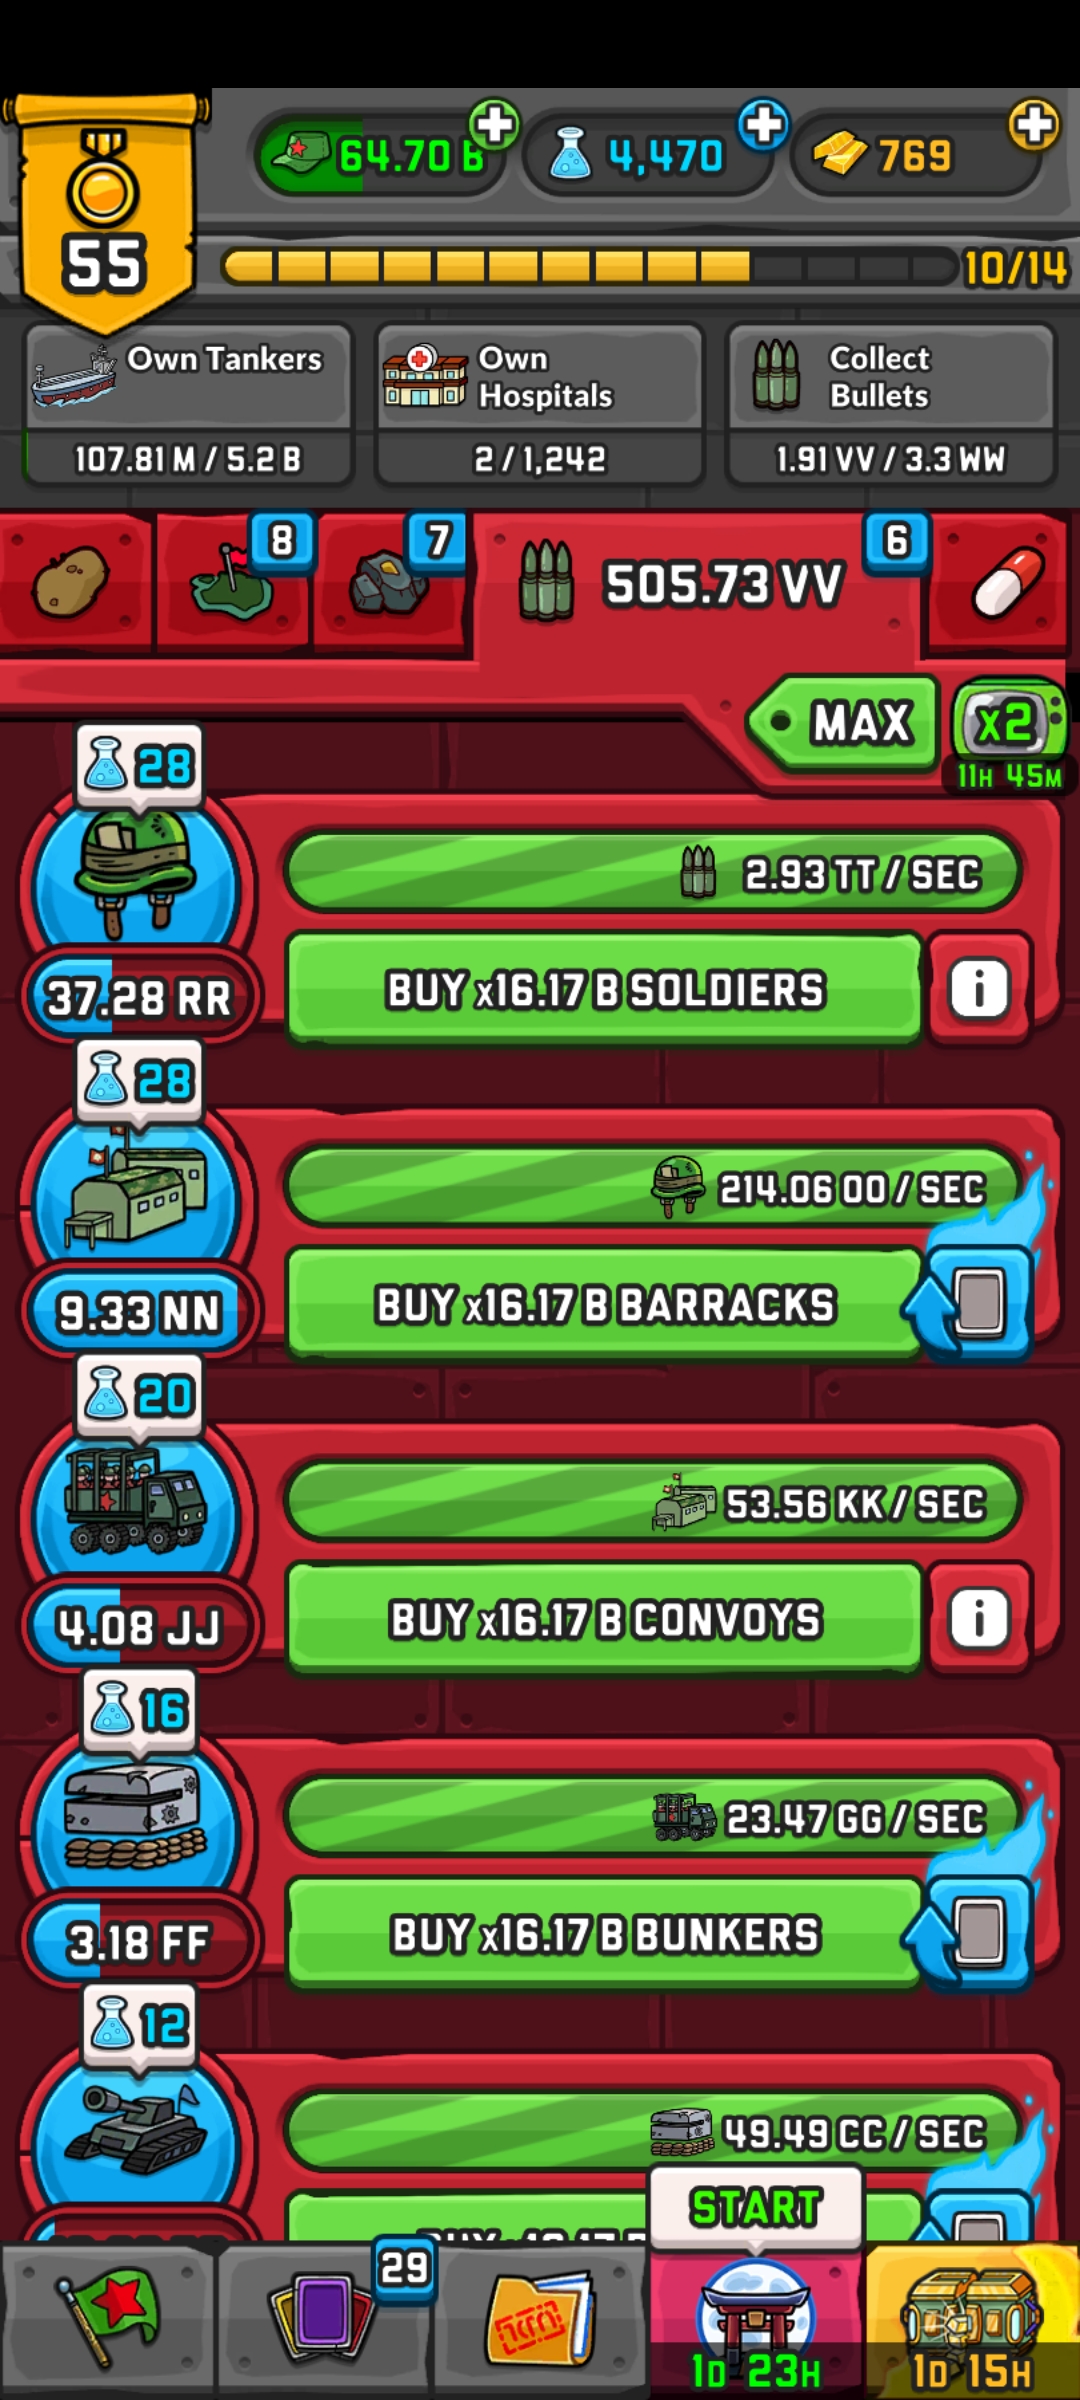 55
64.70 B
4,470
769
10/14
Own Tankers
107.81 M / 5.2 B
Own
Hospitals
2 / 1,242
Collect
Bullets
1.91 VV / 3.3 WW
8
7
505.73 VV
6
MAX
x2
11H 45M
28
2.93 TT / SEC
37.28 RR
BUY x16.17 B SOLDIERS
i
28
214.06 OO / SEC
9.33 NN
BUY x16.17 B BARRACKS
20
53.56 KK / SEC
4.08 JJ
BUY x16.17 B CONVOYS
i
16
23.47 GG / SEC
3.18 FF
BUY x16.17 B BUNKERS
12
49.49 CC / SEC
START
29
1D 23H
1D 15H